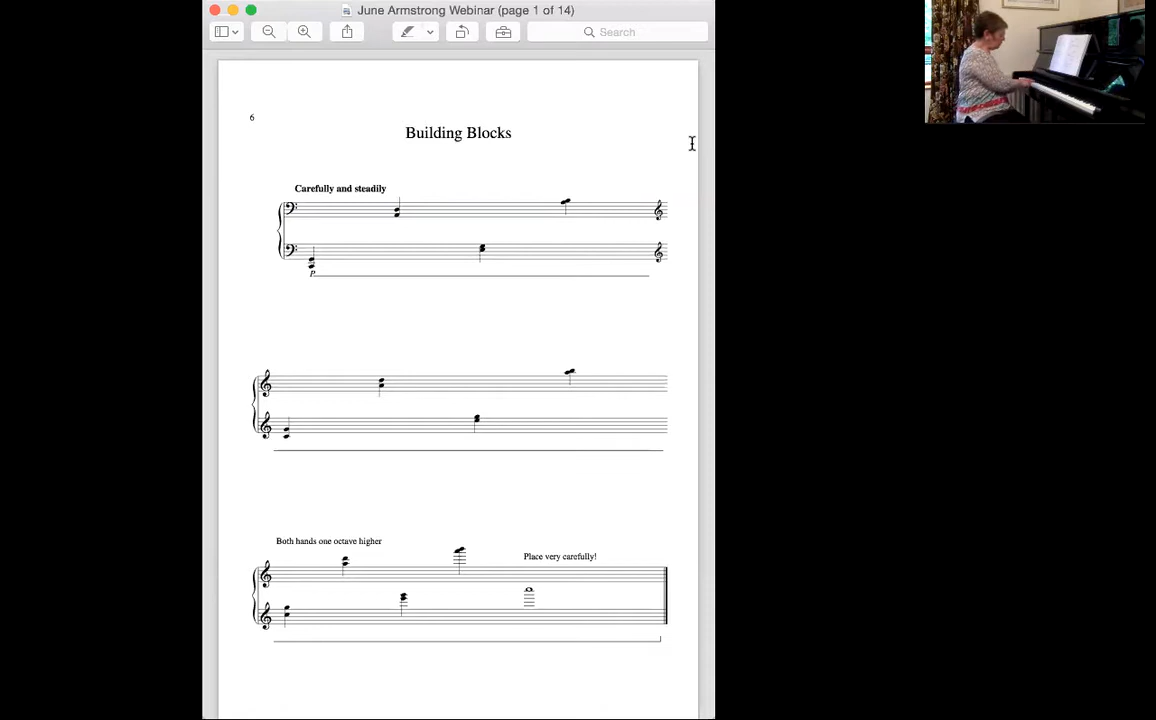 June Armstrong Webinar (page 1 of 14)
Search
6
Building Blocks
Carefully and steadily
p
Both hands one octave higher
Place very carefully!